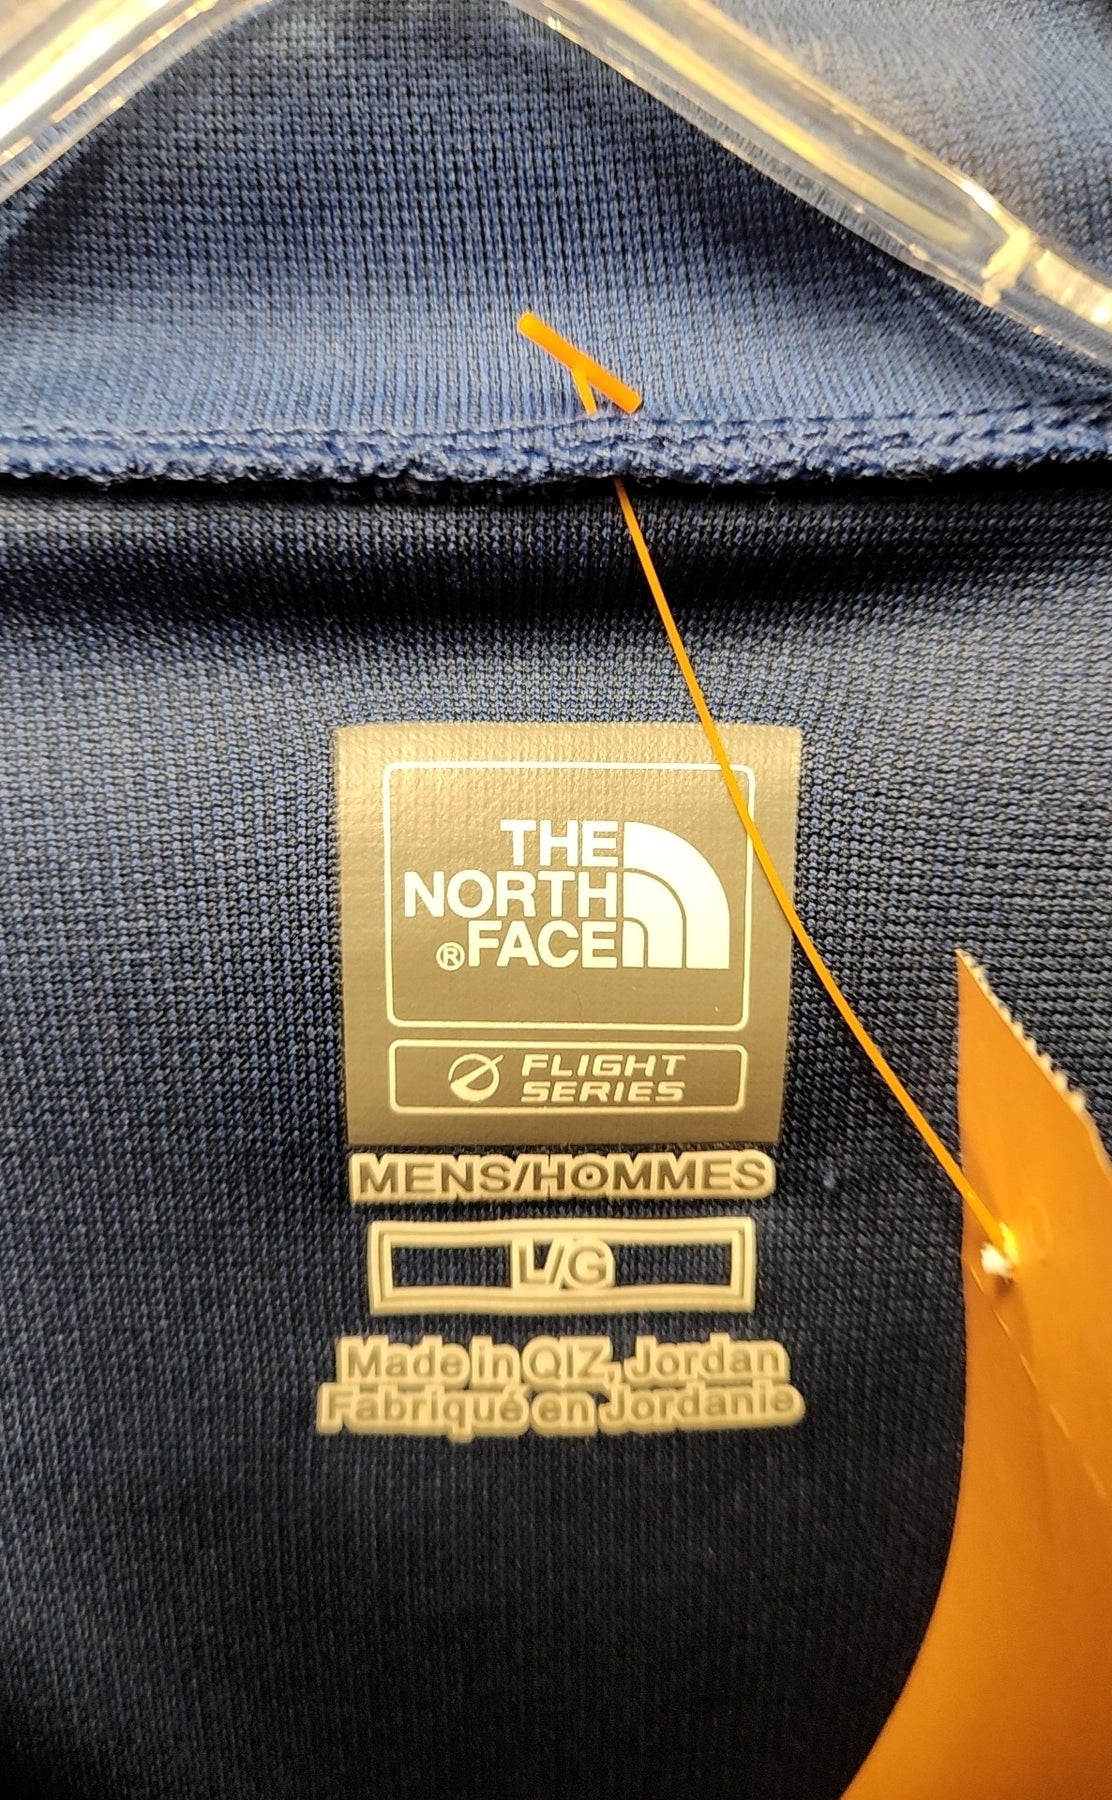 THE
NORTH
®FACE
FLIGHT
SERIES
MENS/HOMMES
L/G
Made in QIZ, Jordan
Fabriqué en Jordanie